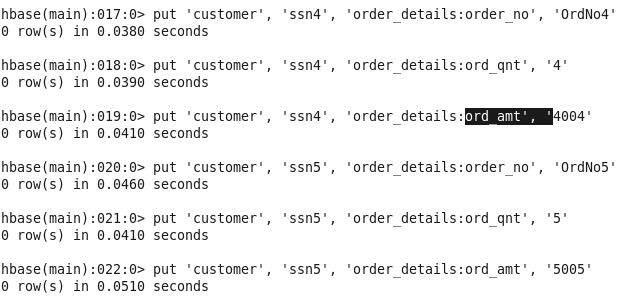 hbase(main):017:0> put 'customer', 'ssn4', 'order_details:order_no', 'OrdNo4'
0 row(s) in 0.0380 seconds
hbase(main):018:0> put 'customer', 'ssn4', 'order_details:ord_qnt', '4'
0 row(s) in 0.0390 seconds
hbase(main):019:0> put 'customer', 'ssn4', 'order_details:ord_amt', '4004'
0 row(s) in 0.0410 seconds
hbase(main):020:0> put 'customer', 'ssn5', 'order_details:order_no', 'OrdNo5'
0 row(s) in 0.0460 seconds
hbase(main):021:0> put 'customer', 'ssn5', 'order_details:ord_qnt', '5'
0 row(s) in 0.0410 seconds
hbase(main):022:0> put 'customer', 'ssn5', 'order_details:ord_amt', '5005'
0 row(s) in 0.0510 seconds